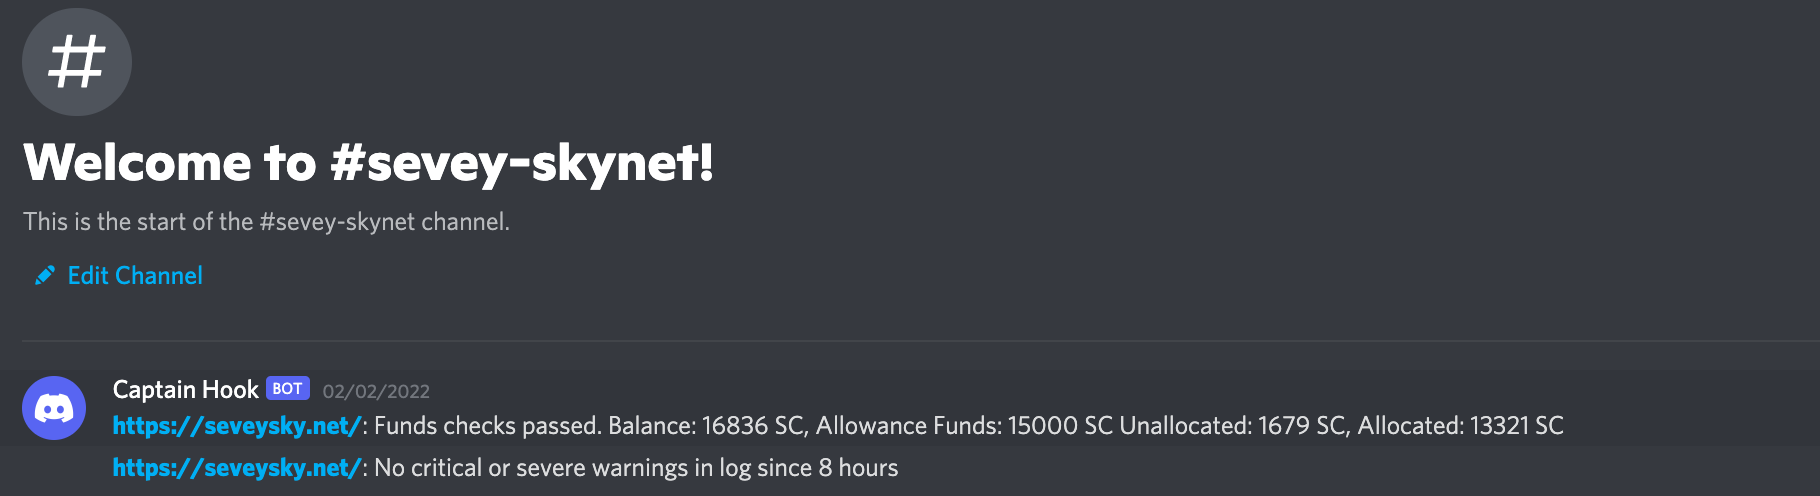 #
Welcome to #sevey-skynet!
This is the start of the #sevey-skynet channel.
Edit Channel
Captain Hook BOT 02/02/2022
https://seveysky.net/: Funds checks passed. Balance: 16836 SC, Allowance Funds: 15000 SC Unallocated: 1679 SC, Allocated: 13321 SC
https://seveysky.net/: No critical or severe warnings in log since 8 hours